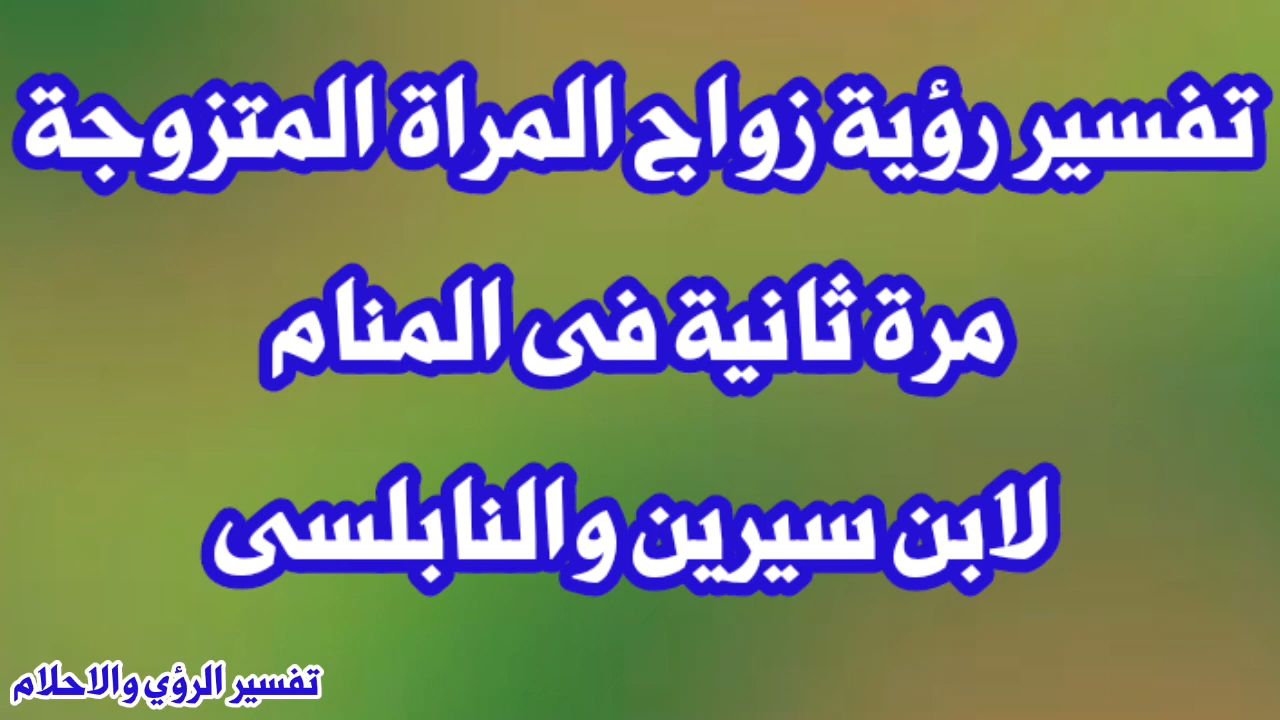 تفسير رؤية زواج المراة المتزوجة
مرة ثانية فى المنام
لابن سيرين والنابلسى
تفسير الرؤي والاحلام